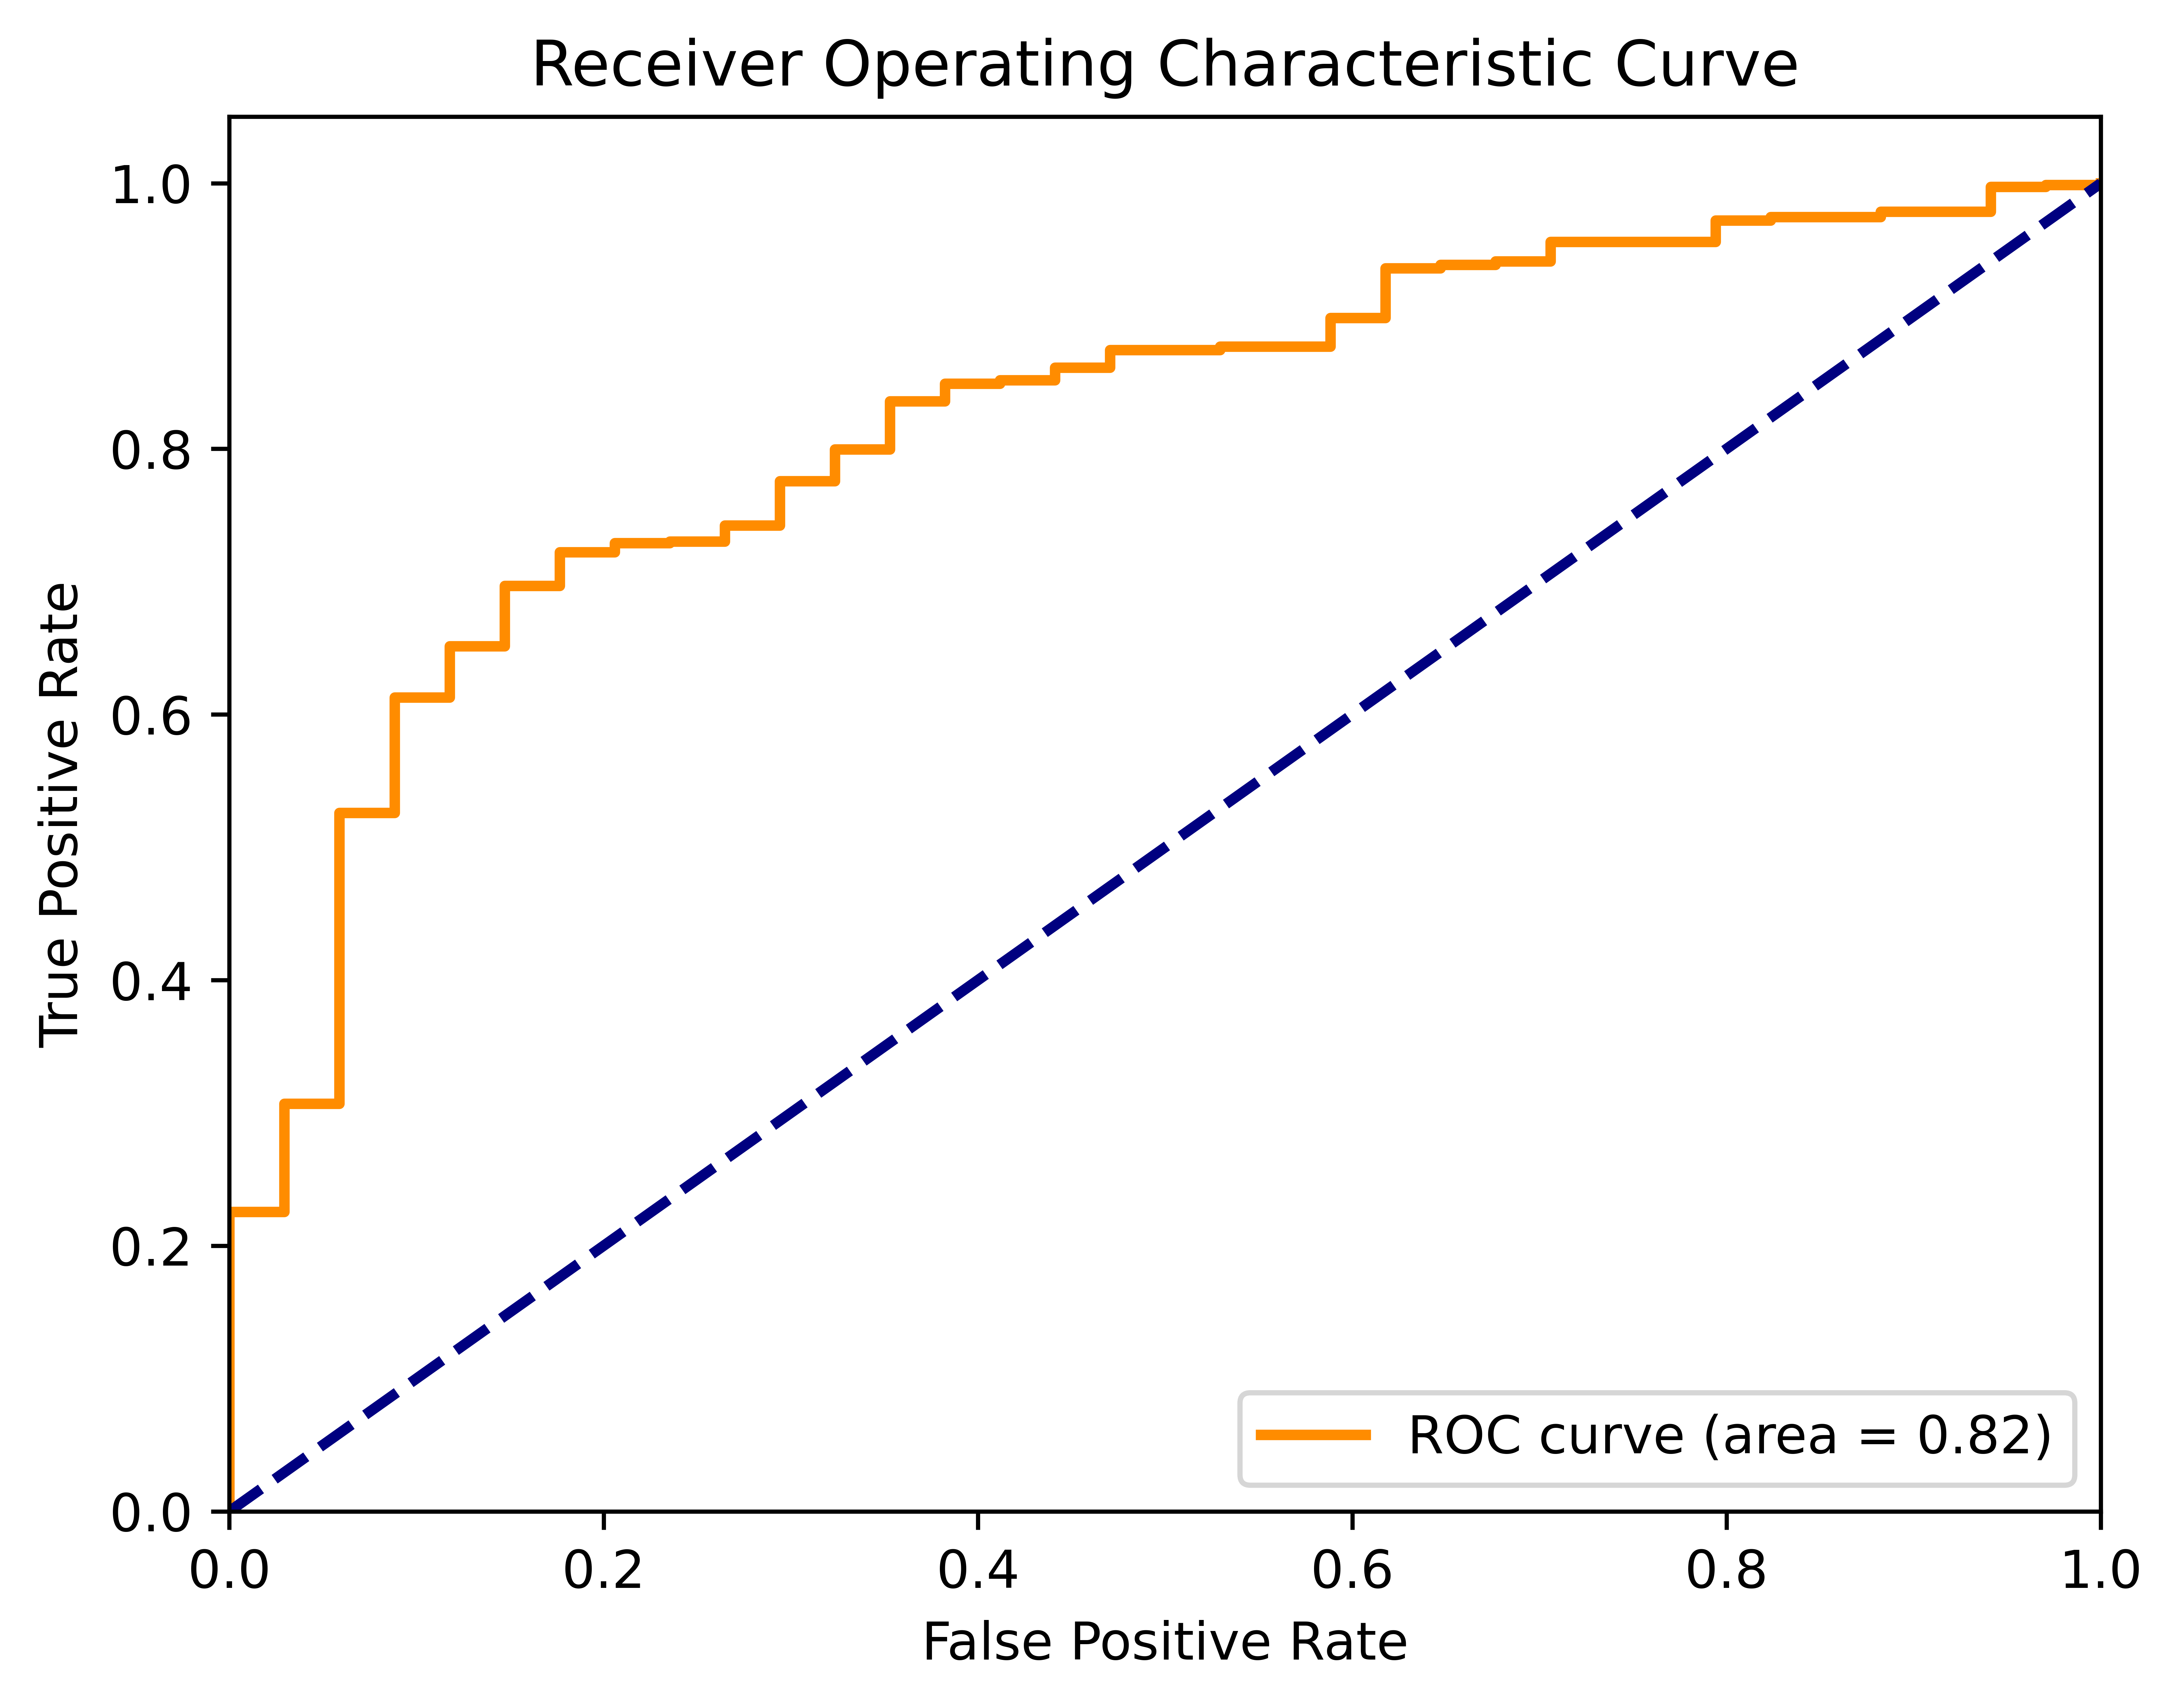 Receiver Operating Characteristic Curve
1.0
0.8
0.6
0.4
0.2
0.0
True Positive Rate
ROC curve (area = 0.82)
0.0 0.2 0.4 0.6 0.8 1.0
False Positive Rate